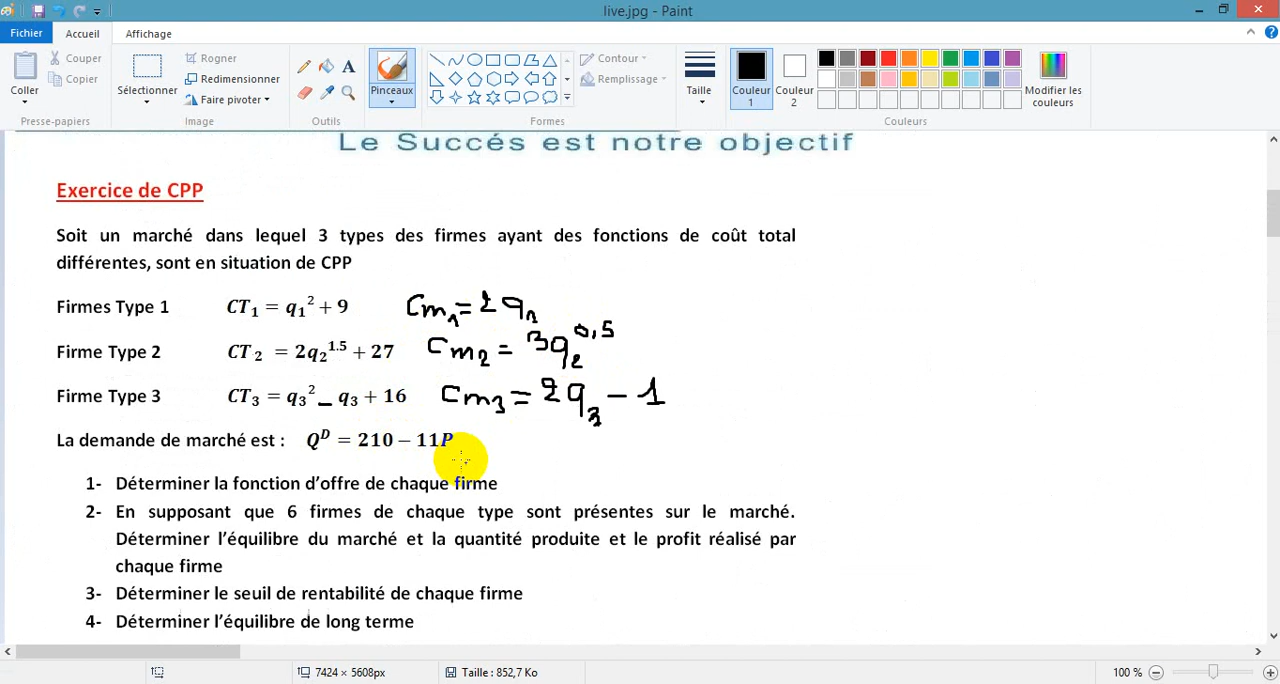 live.jpg - Paint
Fichier Accueil Affichage
Coller Couper Copier
Sélectionner Rogner Redimensionner Faire pivoter
Pinceaux Contour Remplissage Taille Couleur 1 Couleur 2 Modifier les couleurs
Presse-papiers Image Outils Formes Couleurs
Le Succés est notre objectif
Exercice de CPP
Soit un marché dans lequel 3 types des firmes ayant des fonctions de coût total
différentes, sont en situation de CPP
Firmes Type 1 CT₁ = q₁² + 9 Cm₁ = 2q₁
Firme Type 2 CT₂ = 2q₂^1.5 + 27 Cm₂ = 3q₂^0,5
Firme Type 3 CT₃ = q₃² _ q₃ + 16 Cm₃ = 2q₃ - 1
La demande de marché est : Q^D = 210 − 11P
1- Déterminer la fonction d’offre de chaque firme
2- En supposant que 6 firmes de chaque type sont présentes sur le marché.
Déterminer l’équilibre du marché et la quantité produite et le profit réalisé par
chaque firme
3- Déterminer le seuil de rentabilité de chaque firme
4- Déterminer l’équilibre de long terme
7424 × 5608px Taille : 852,7 Ko 100 %